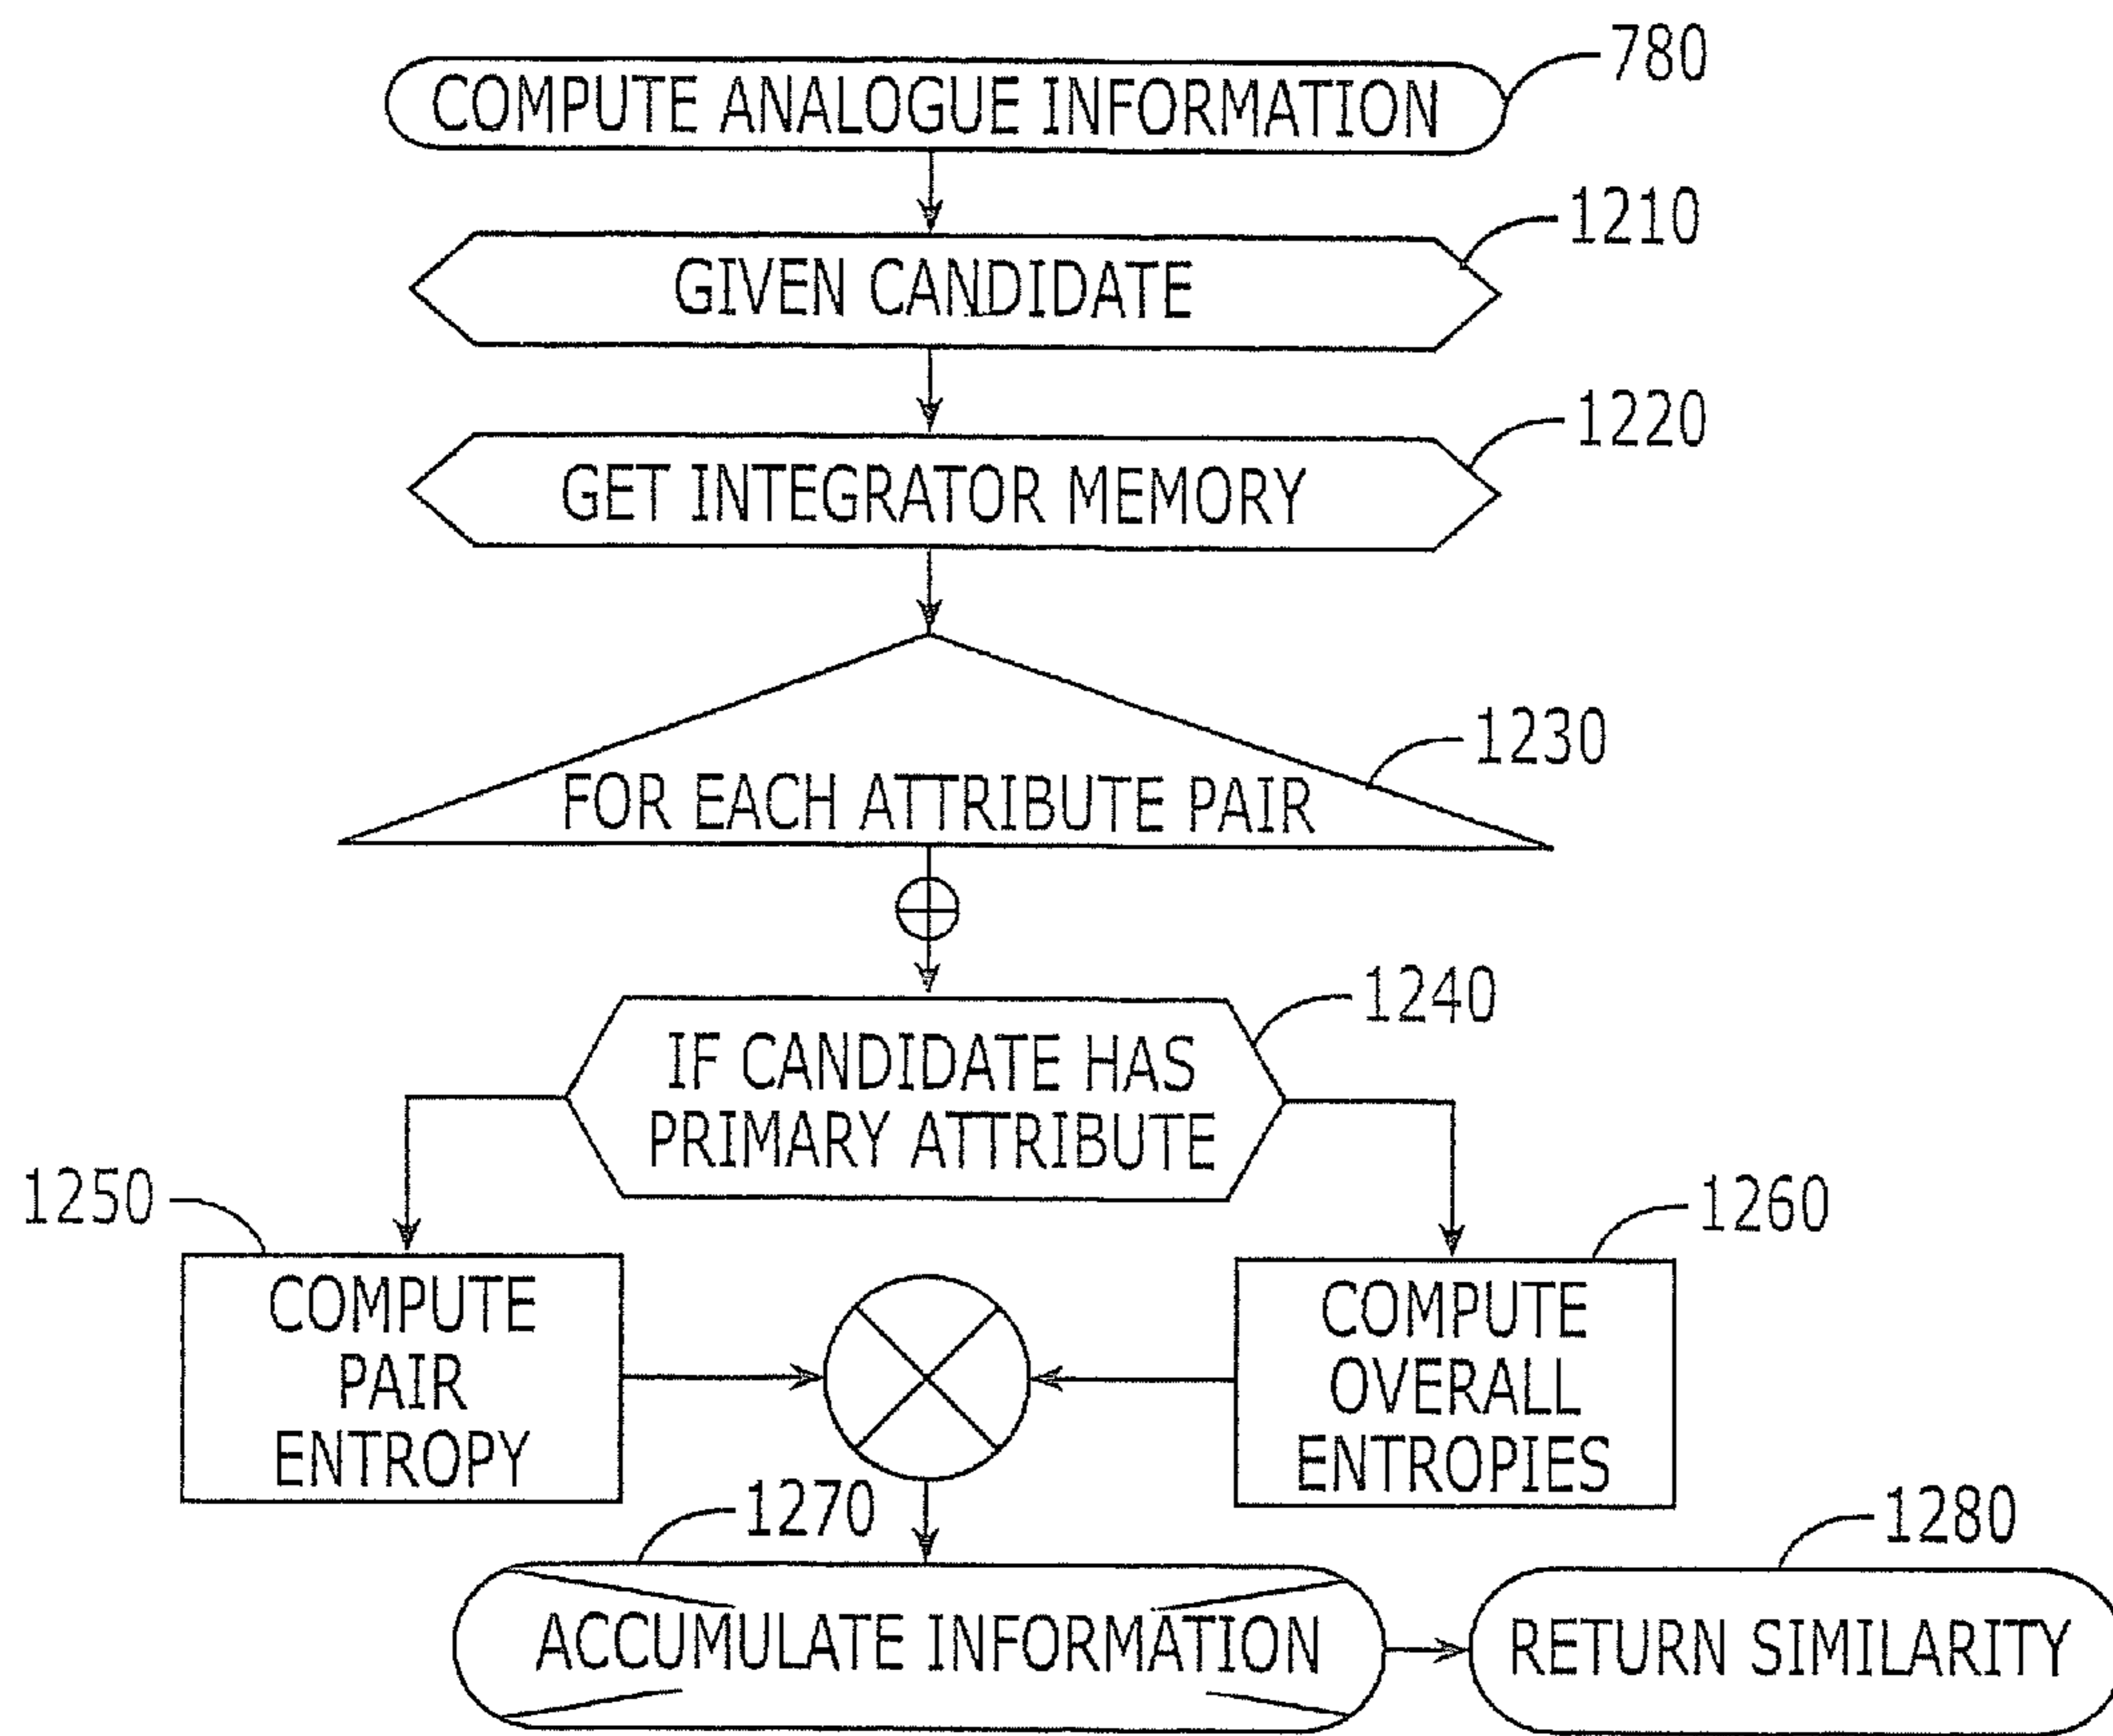 780
COMPUTE ANALOGUE INFORMATION
1210
GIVEN CANDIDATE
1220
GET INTEGRATOR MEMORY
1230
FOR EACH ATTRIBUTE PAIR
1240
IF CANDIDATE HAS
PRIMARY ATTRIBUTE
1250
COMPUTE
PAIR
ENTROPY
1260
COMPUTE
OVERALL
ENTROPIES
1270
ACCUMULATE INFORMATION
1280
RETURN SIMILARITY